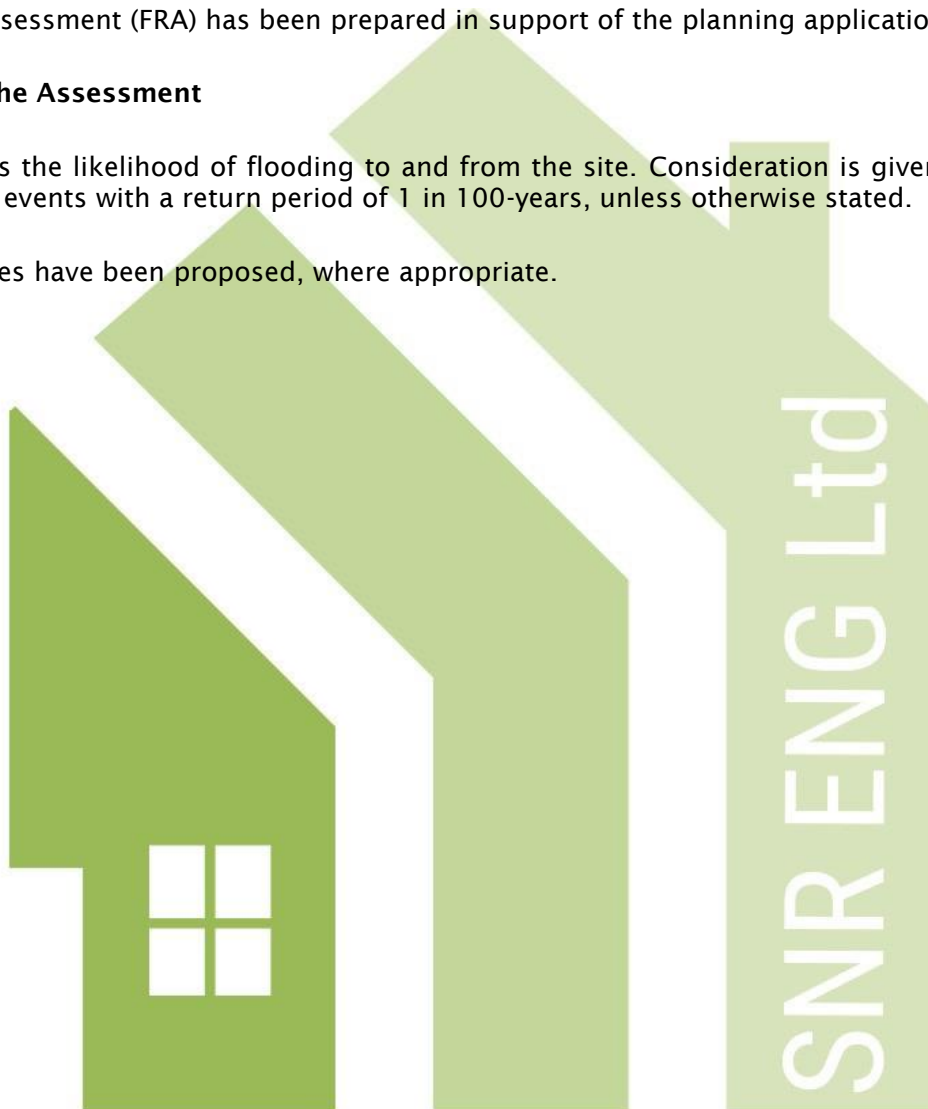 sessment (FRA) has been prepared in support of the planning applicatio
he Assessment
s the likelihood of flooding to and from the site. Consideration is given
events with a return period of 1 in 100-years, unless otherwise stated.
es have been proposed, where appropriate.
SNR ENG Ltd